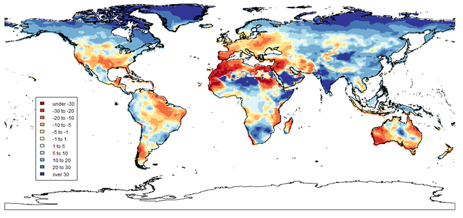 under -30
-30 to -20
-20 to -10
-10 to -5
-5 to -1
-1 to 1
1 to 5
5 to 10
10 to 20
20 to 30
over 30